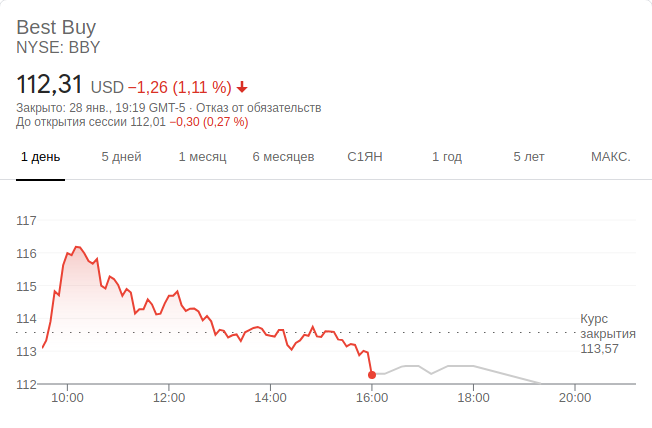 Best Buy
NYSE: BBY
112,31 USD −1,26 (1,11 %)
Закрыто: 28 янв., 19:19 GMT-5 · Отказ от обязательств
До открытия сессии 112,01 −0,30 (0,27 %)
1 день 5 дней 1 месяц 6 месяцев С1ЯН 1 год 5 лет МАКС.
117
116
115
114
113
112
Курс
закрытия
113,57
10:00 12:00 14:00 16:00 18:00 20:00